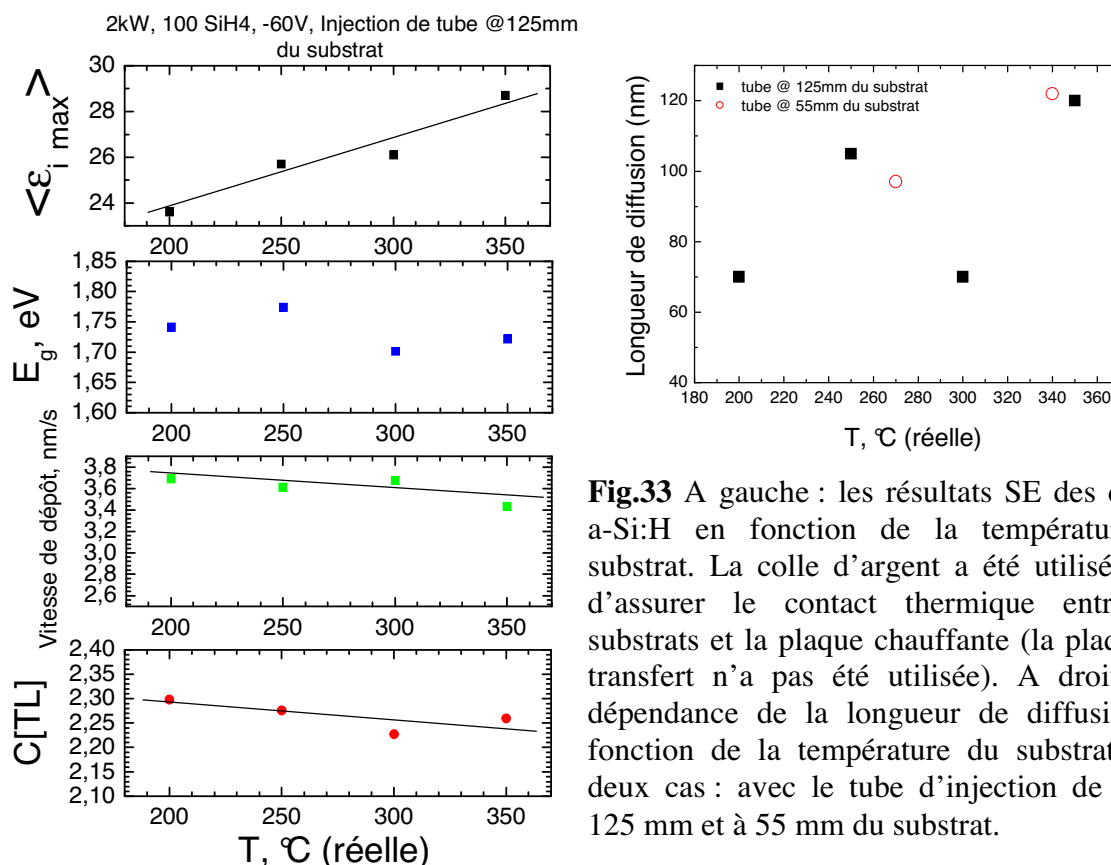 2kW, 100 SiH4, -60V, Injection de tube @125mm
du substrat
<ε i max>
30
28
26
24
200 250 300 350
E g, eV
1,85
1,80
1,75
1,70
1,65
1,60
200 250 300 350
Vitesse de dépôt, nm/s
3,8
3,6
3,4
3,2
3,0
2,8
2,6
200 250 300 350
C[TL]
2,40
2,35
2,30
2,25
2,20
2,15
2,10
200 250 300 350
T, °C (réelle)
Longueur de diffusion (nm)
tube @ 125mm du substrat
tube @ 55mm du substrat
120
100
80
60
40
180 200 220 240 260 280 300 320 340 360
T, °C (réelle)
Fig.33 A gauche : les résultats SE des
a-Si:H en fonction de la températur
substrat. La colle d'argent a été utilisé
d'assurer le contact thermique entr
substrats et la plaque chauffante (la plac
transfert n'a pas été utilisée). A droit
dépendance de la longueur de diffusi
fonction de la température du substrat
deux cas : avec le tube d'injection de
125 mm et à 55 mm du substrat.